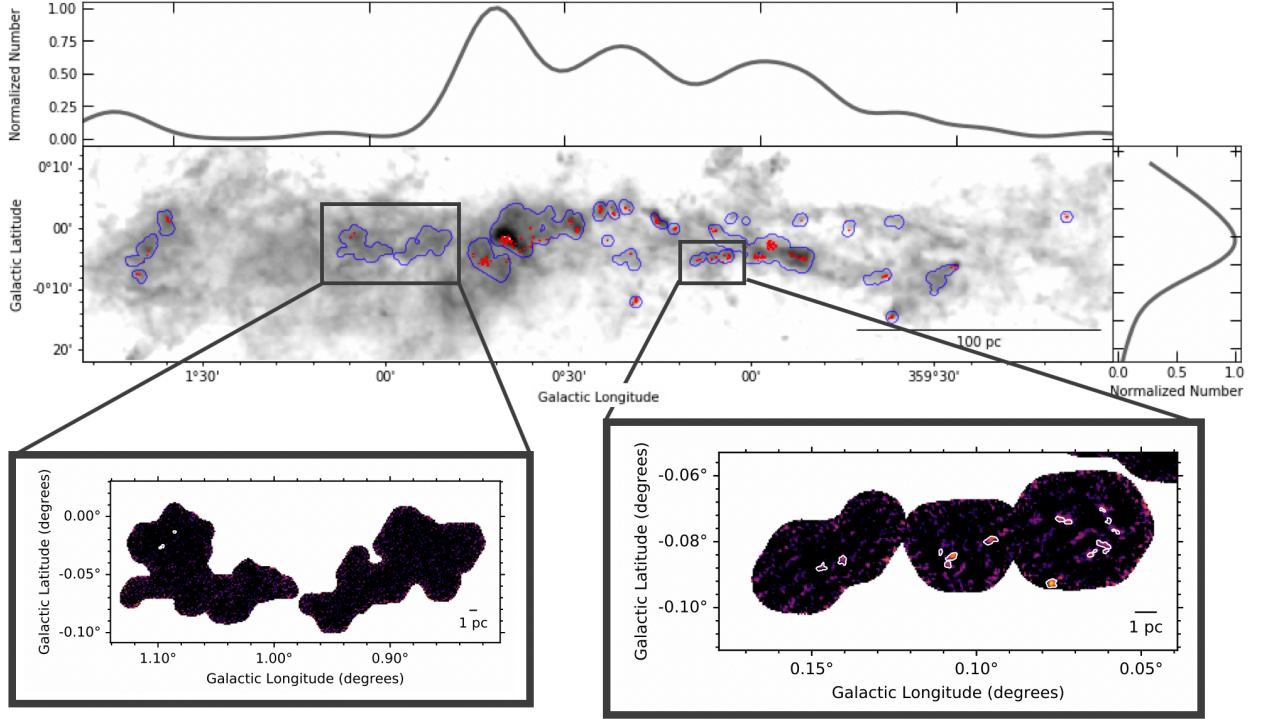 Normalized Number
1.00
0.75
0.50
0.25
0.00
Galactic Latitude
0°10'
00'
-0°10'
20'
100 pc
1°30' 00' 0°30' 00' 359°30'
Galactic Longitude
0.0 0.5 1.0
Normalized Number
Galactic Latitude (degrees)
0.00°
-0.05°
-0.10°
1 pc
1.10° 1.00° 0.90°
Galactic Longitude (degrees)
Galactic Latitude (degrees)
-0.06°
-0.08°
-0.10°
1 pc
0.15° 0.10° 0.05°
Galactic Longitude (degrees)